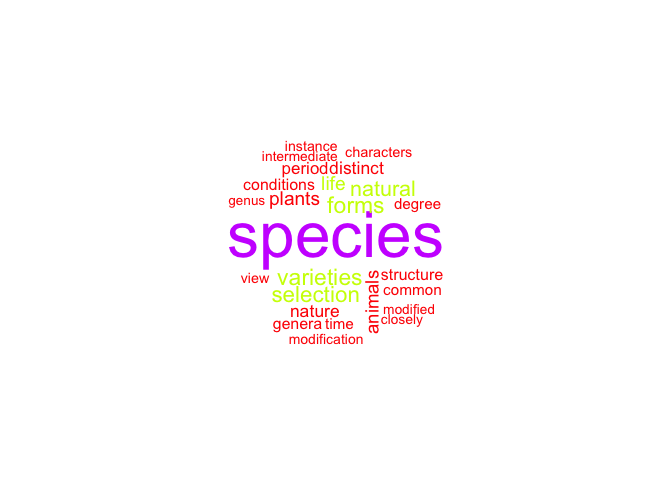 instance
intermediate characters
period distinct
conditions life natural
genus plants forms degree
species
view varieties animals structure
selection common
nature modified
genera time closely
modification